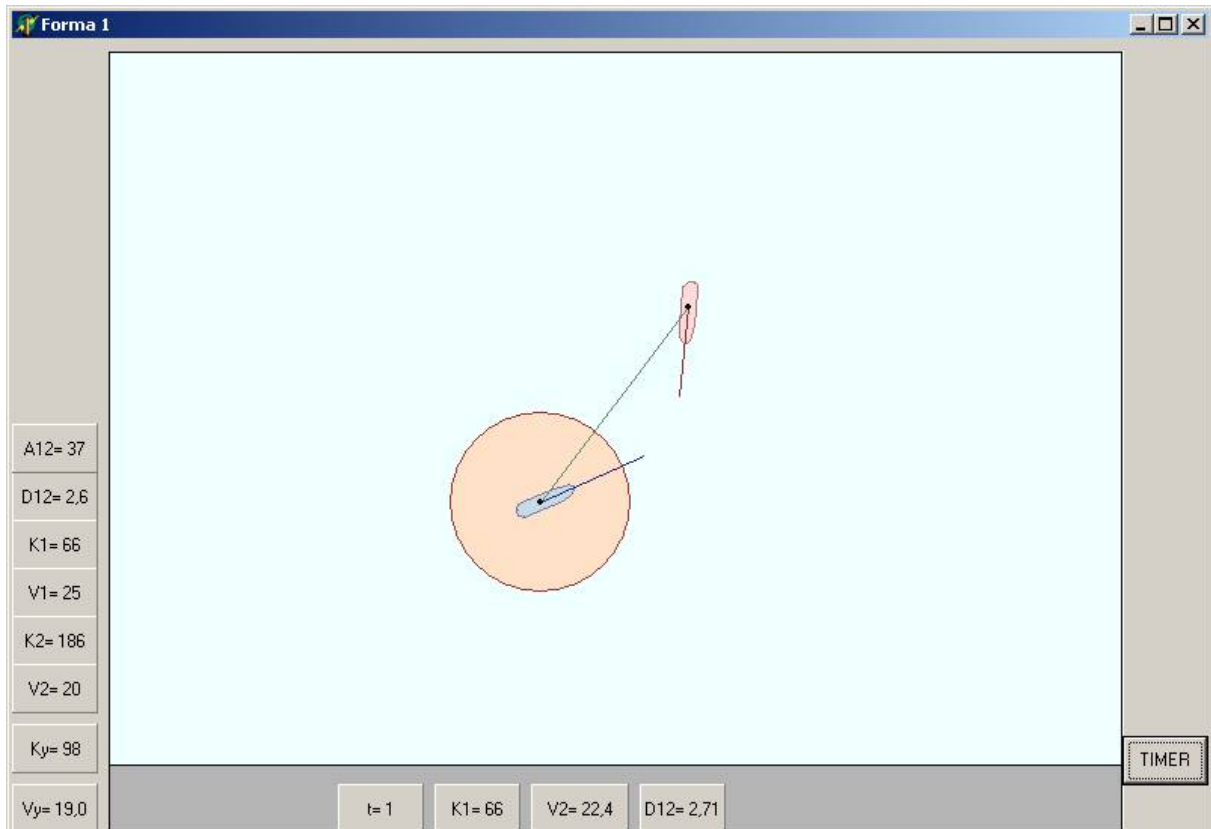 Forma 1
A12= 37
D12= 2,6
K1= 66
V1= 25
K2= 186
V2= 20
Ky= 98
Vy= 19,0
TIMER
t= 1
K1= 66
V2= 22,4
D12= 2,71